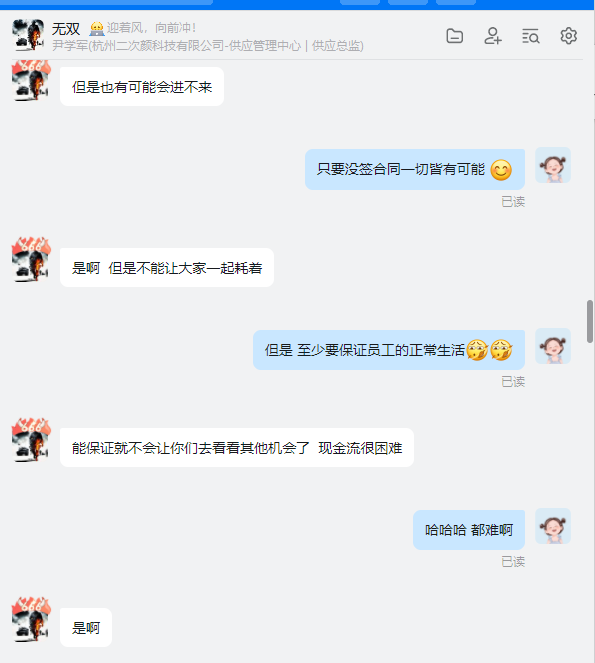 无双 迎着风，向前冲！
尹学军(杭州二次颜科技有限公司-供应管理中心 | 供应总监)
但是也有可能会进不来
只要没签合同一切皆有可能
已读
是啊 但是不能让大家一起耗着
但是 至少要保证员工的正常生活
已读
能保证就不会让你们去看看其他机会了 现金流很困难
哈哈哈 都难啊
已读
是啊